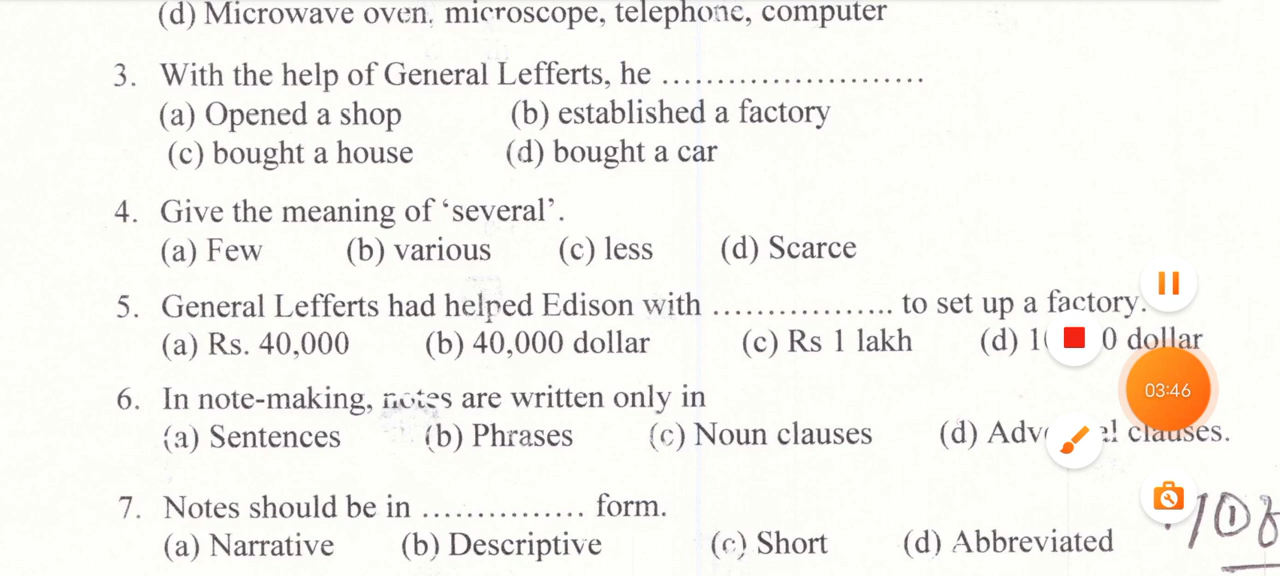 (d) Microwave oven, microscope, telephone, computer
3. With the help of General Lefferts, he ........................
(a) Opened a shop (b) established a factory
(c) bought a house (d) bought a car
4. Give the meaning of ‘several’.
(a) Few (b) various (c) less (d) Scarce
5. General Lefferts had helped Edison with ................. to set up a factory.
(a) Rs. 40,000 (b) 40,000 dollar (c) Rs 1 lakh (d) 0 dollar
03:46
6. In note-making, notes are written only in
(a) Sentences (b) Phrases (c) Noun clauses (d) clauses.
7. Notes should be in ............... form.
(a) Narrative (b) Descriptive (c) Short (d) Abbreviated